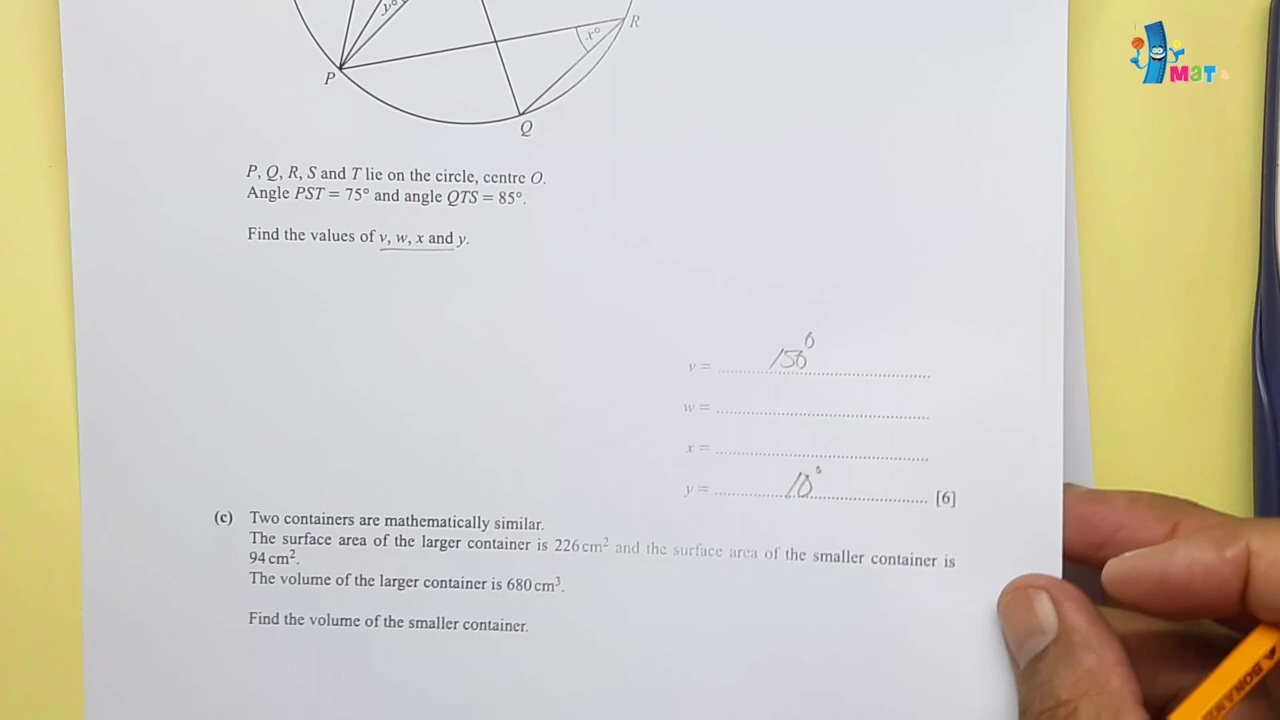 MaT
y°
R
x°
P
Q
P, Q, R, S and T lie on the circle, centre O.
Angle PST = 75° and angle QTS = 85°.
Find the values of v, w, x and y.
v = 150°
w =
x =
y = 10° [6]
(c) Two containers are mathematically similar.
The surface area of the larger container is 226 cm² and the surface area of the smaller container is
94 cm².
The volume of the larger container is 680 cm³.
Find the volume of the smaller container.